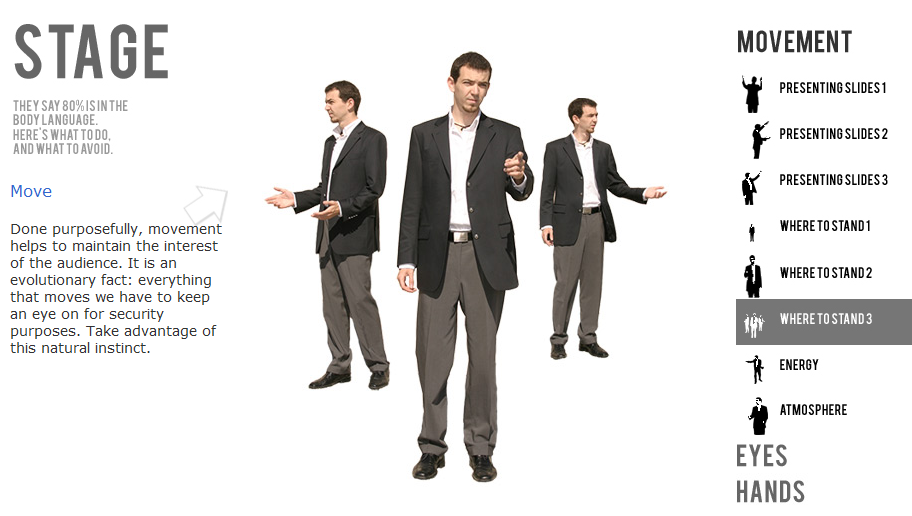 STAGE
THEY SAY 80% IS IN THE
BODY LANGUAGE.
HERE'S WHAT TO DO,
AND WHAT TO AVOID.
Move
Done purposefully, movement
helps to maintain the interest
of the audience. It is an
evolutionary fact: everything
that moves we have to keep
an eye on for security
purposes. Take advantage of
this natural instinct.
MOVEMENT
PRESENTING SLIDES 1
PRESENTING SLIDES 2
PRESENTING SLIDES 3
WHERE TO STAND 1
WHERE TO STAND 2
WHERE TO STAND 3
ENERGY
ATMOSPHERE
EYES
HANDS